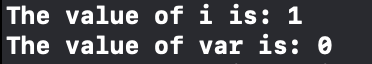 The value of i is: 1
The value of var is: 0